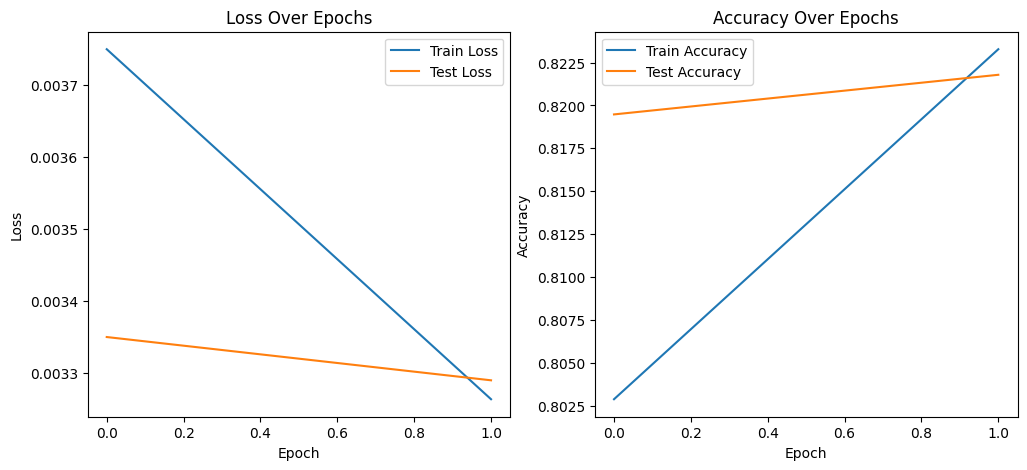 Loss Over Epochs
Train Loss
Test Loss
0.0037
0.0036
0.0035
0.0034
0.0033
Loss
0.0 0.2 0.4 0.6 0.8 1.0
Epoch
Accuracy Over Epochs
Train Accuracy
Test Accuracy
0.8225
0.8200
0.8175
0.8150
0.8125
0.8100
0.8075
0.8050
0.8025
Accuracy
0.0 0.2 0.4 0.6 0.8 1.0
Epoch